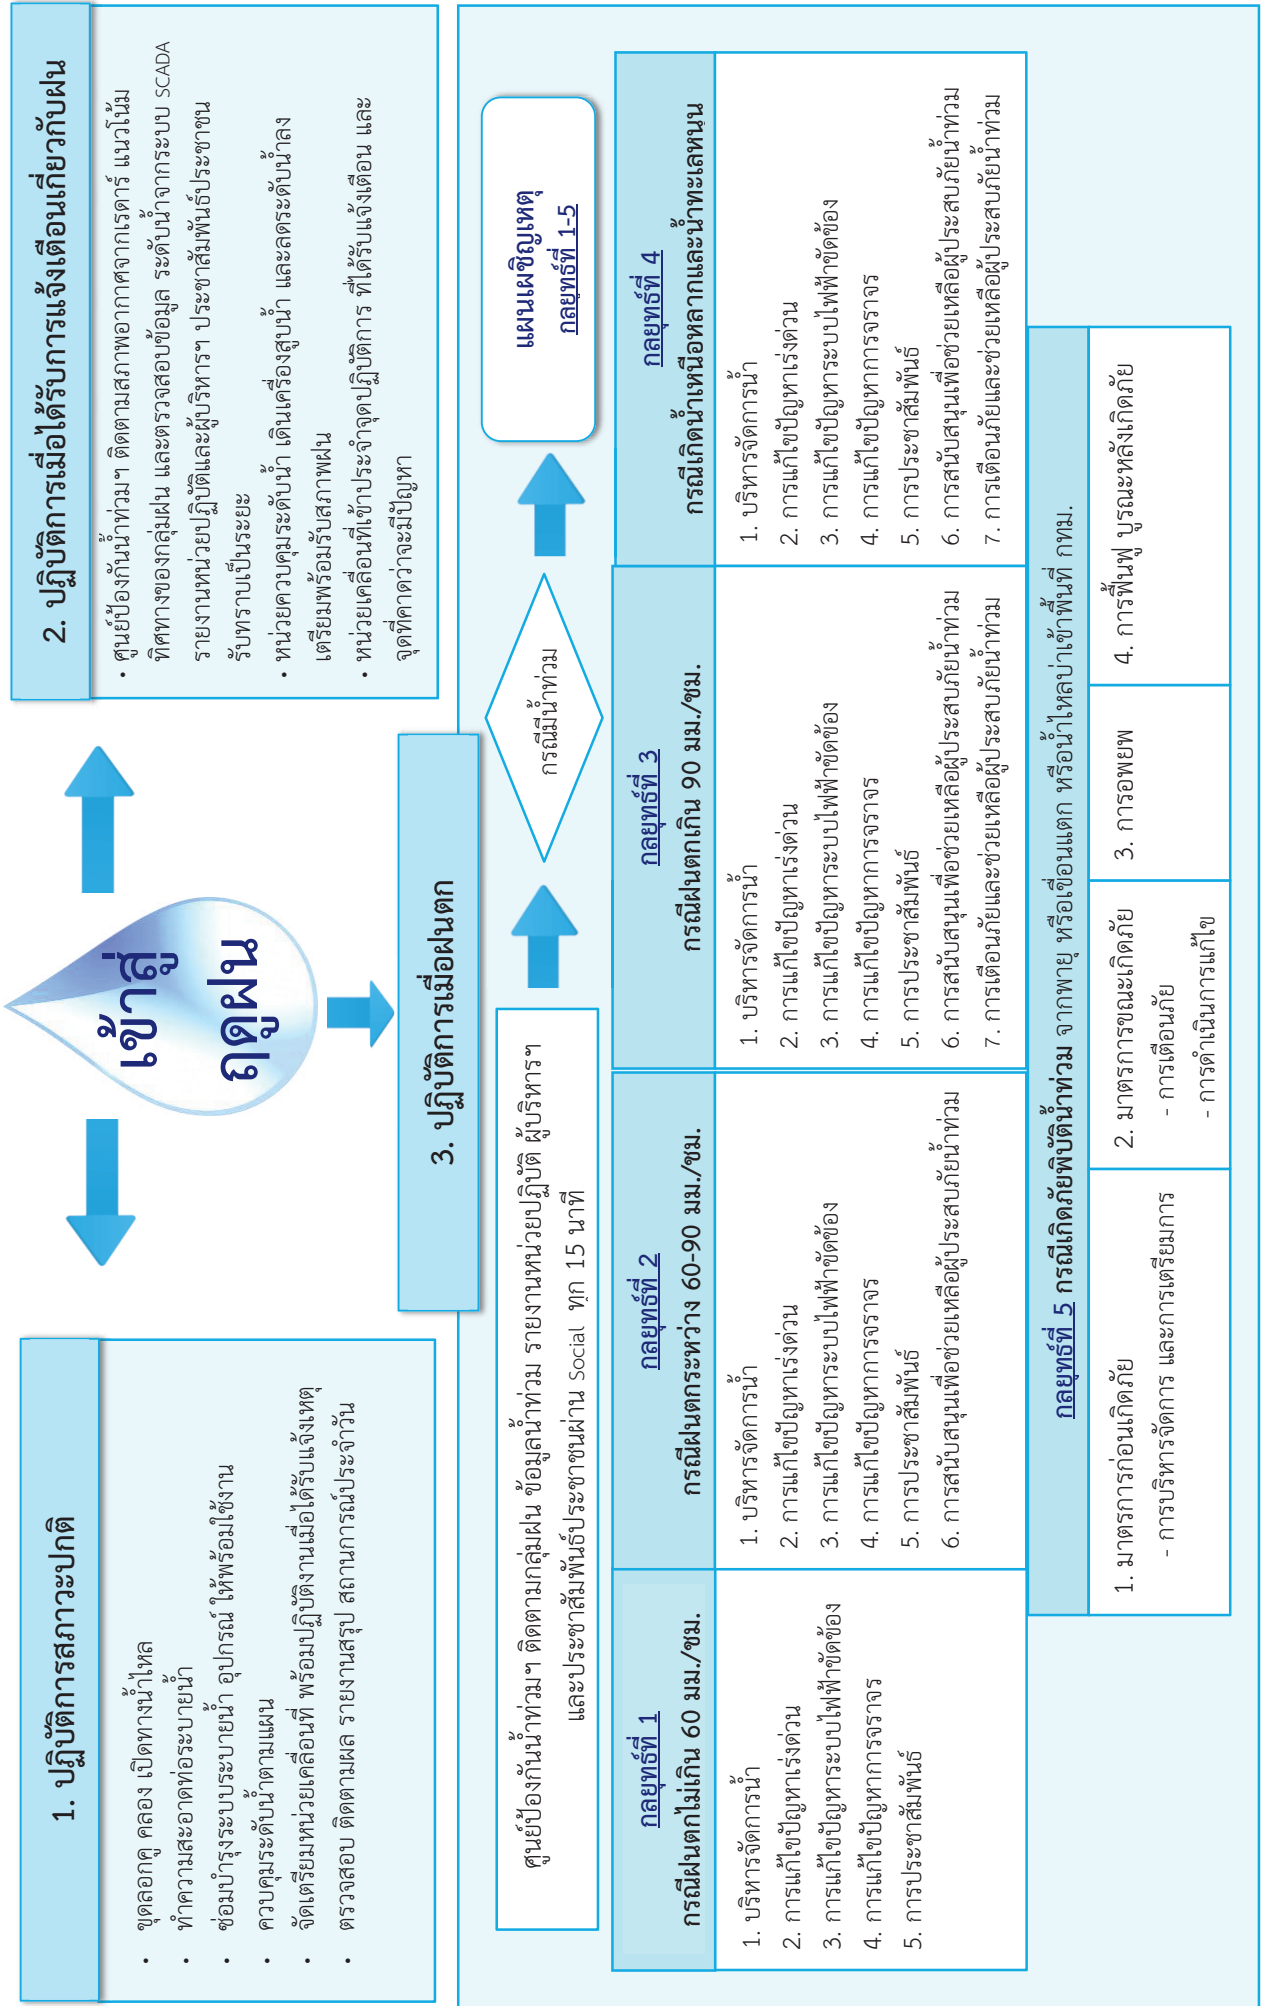 เข้าสู่
ฤดูฝน
1. ปฏิบัติการสภาวะปกติ
• ขุดลอกคู คลอง เปิดทางน้ำไหล
• ทำความสะอาดท่อระบายน้ำ
• ซ่อมบำรุงระบบระบายน้ำ อุปกรณ์ ให้พร้อมใช้งาน
• ควบคุมระดับน้ำตามแผน
• จัดเตรียมหน่วยเคลื่อนที่ พร้อมปฏิบัติงานเมื่อได้รับแจ้งเหตุ
• ตรวจสอบ ติดตามผล รายงานสรุป สถานการณ์ประจำวัน
2. ปฏิบัติการเมื่อได้รับการแจ้งเตือนเกี่ยวกับฝน
• ศูนย์ป้องกันน้ำท่วมฯ ติดตามสภาพอากาศจากเรดาร์ แนวโน้ม
ทิศทางของกลุ่มฝน และตรวจสอบข้อมูล ระดับน้ำจากระบบ SCADA
รายงานหน่วยปฏิบัติและผู้บริหารฯ ประชาสัมพันธ์ประชาชน
รับทราบเป็นระยะ
• หน่วยควบคุมระดับน้ำ เดินเครื่องสูบน้ำ และลดระดับน้ำลง
เตรียมพร้อมรับสภาพฝน
• หน่วยเคลื่อนที่เข้าประจำจุดปฏิบัติการ ที่ได้รับแจ้งเตือน และ
จุดที่คาดว่าจะมีปัญหา
3. ปฏิบัติการเมื่อฝนตก
ศูนย์ป้องกันน้ำท่วมฯ ติดตามกลุ่มฝน ข้อมูลน้ำท่วม รายงานหน่วยปฏิบัติ ผู้บริหารฯ
และประชาสัมพันธ์ประชาชนผ่าน Social ทุก 15 นาที
กรณีมีน้ำท่วม
แผนเผชิญเหตุ
กลยุทธ์ที่ 1-5
กลยุทธ์ที่ 1
กรณีฝนตกไม่เกิน 60 มม./ชม.
1. บริหารจัดการน้ำ
2. การแก้ไขปัญหาเร่งด่วน
3. การแก้ไขปัญหาระบบไฟฟ้าขัดข้อง
4. การแก้ไขปัญหาการจราจร
5. การประชาสัมพันธ์
กลยุทธ์ที่ 2
กรณีฝนตกระหว่าง 60-90 มม./ชม.
1. บริหารจัดการน้ำ
2. การแก้ไขปัญหาเร่งด่วน
3. การแก้ไขปัญหาระบบไฟฟ้าขัดข้อง
4. การแก้ไขปัญหาการจราจร
5. การประชาสัมพันธ์
6. การสนับสนุนเพื่อช่วยเหลือผู้ประสบภัยน้ำท่วม
กลยุทธ์ที่ 3
กรณีฝนตกเกิน 90 มม./ชม.
1. บริหารจัดการน้ำ
2. การแก้ไขปัญหาเร่งด่วน
3. การแก้ไขปัญหาระบบไฟฟ้าขัดข้อง
4. การแก้ไขปัญหาการจราจร
5. การประชาสัมพันธ์
6. การสนับสนุนเพื่อช่วยเหลือผู้ประสบภัยน้ำท่วม
7. การเตือนภัยและช่วยเหลือผู้ประสบภัยน้ำท่วม
กลยุทธ์ที่ 4
กรณีเกิดน้ำเหนือหลากและน้ำทะเลหนุน
1. บริหารจัดการน้ำ
2. การแก้ไขปัญหาเร่งด่วน
3. การแก้ไขปัญหาระบบไฟฟ้าขัดข้อง
4. การแก้ไขปัญหาการจราจร
5. การประชาสัมพันธ์
6. การสนับสนุนเพื่อช่วยเหลือผู้ประสบภัยน้ำท่วม
7. การเตือนภัยและช่วยเหลือผู้ประสบภัยน้ำท่วม
กลยุทธ์ที่ 5 กรณีเกิดภัยพิบัติน้ำท่วม จากพายุ หรือเขื่อนแตก หรือน้ำไหลบ่าเข้าพื้นที่ กทม.
1. มาตรการก่อนเกิดภัย
- การบริหารจัดการ และการเตรียมการ
2. มาตรการขณะเกิดภัย
- การเตือนภัย
- การดำเนินการแก้ไข
3. การอพยพ
4. การฟื้นฟู บูรณะหลังเกิดภัย